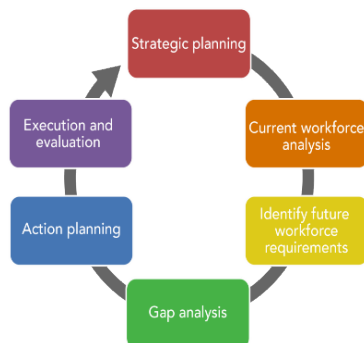 Strategic planning
Current workforce
analysis
Identify future
workforce
requirements
Gap analysis
Action planning
Execution and
evaluation